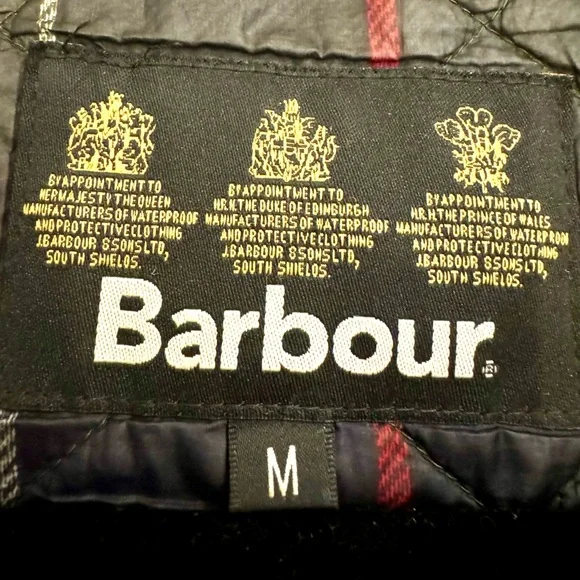 BY APPOINTMENT TO
HER MAJESTY THE QUEEN
MANUFACTURERS OF WATERPROOF
AND PROTECTIVE CLOTHING
J.BARBOUR & SONS LTD,
SOUTH SHIELDS.
BY APPOINTMENT TO
H.R.H. THE DUKE OF EDINBURGH
MANUFACTURERS OF WATERPROOF
AND PROTECTIVE CLOTHING
J.BARBOUR & SONS LTD,
SOUTH SHIELDS.
BY APPOINTMENT TO
H.R.H. THE PRINCE OF WALES
MANUFACTURERS OF WATERPROOF
AND PROTECTIVE CLOTHING
J.BARBOUR & SONS LTD,
SOUTH SHIELDS.
Barbour®
M